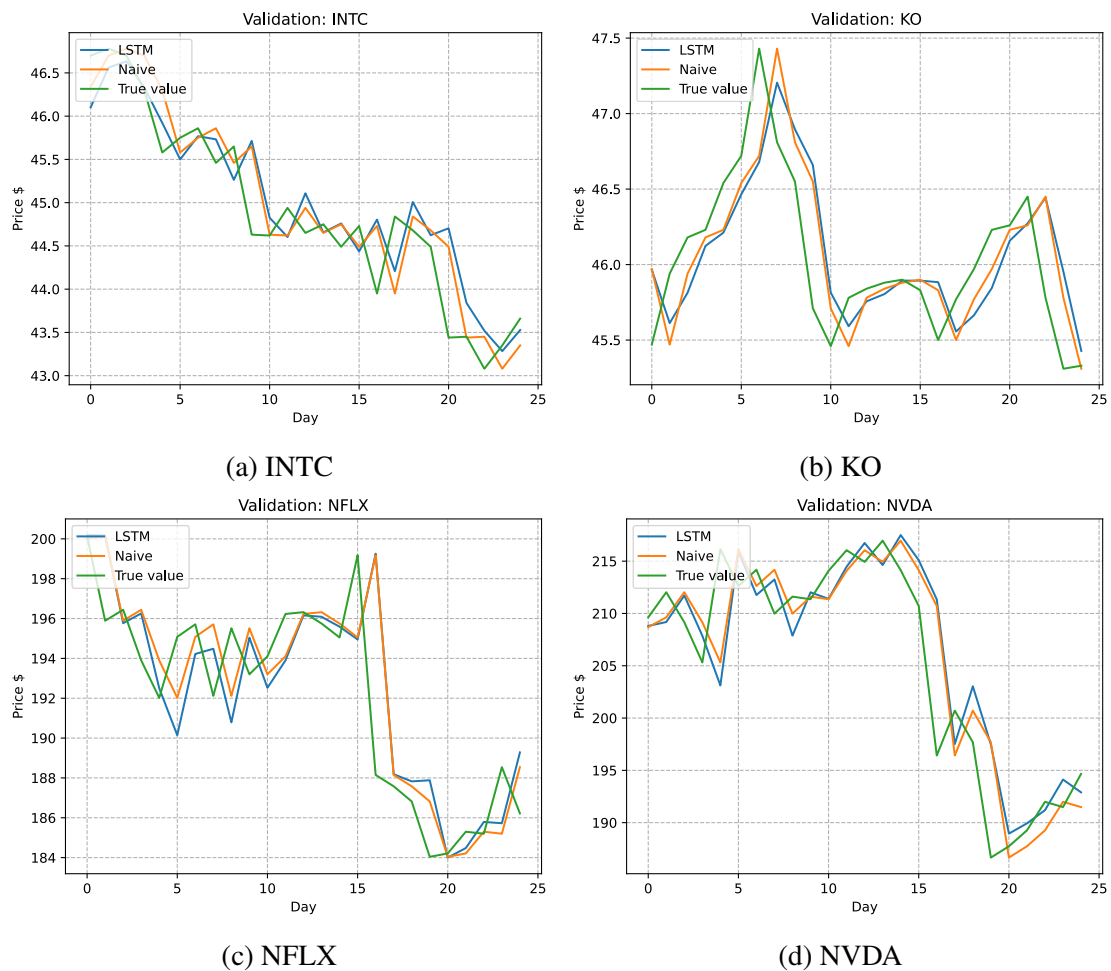 Validation: INTC
LSTM
Naive
True value
46.5
46.0
45.5
45.0
44.5
44.0
43.5
43.0
Price $
0 5 10 15 20 25
Day
(a) INTC
Validation: KO
LSTM
Naive
True value
47.5
47.0
46.5
46.0
45.5
Price $
0 5 10 15 20 25
Day
(b) KO
Validation: NFLX
LSTM
Naive
True value
200
198
196
194
192
190
188
186
184
Price $
0 5 10 15 20 25
Day
(c) NFLX
Validation: NVDA
LSTM
Naive
True value
215
210
205
200
195
190
Price $
0 5 10 15 20 25
Day
(d) NVDA